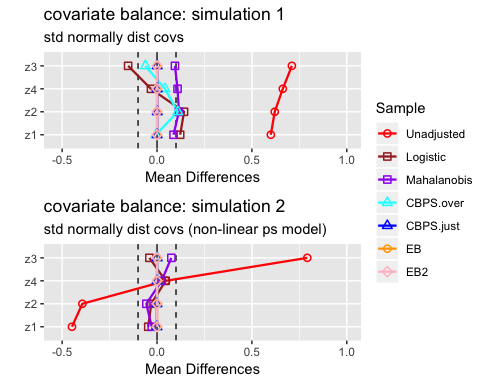 covariate balance: simulation 1
std normally dist covs
z3
z4
z2
z1
-0.5 0.0 0.5 1.0
Mean Differences
covariate balance: simulation 2
std normally dist covs (non-linear ps model)
z3
z4
z2
z1
-0.5 0.0 0.5 1.0
Mean Differences
Sample
Unadjusted
Logistic
Mahalanobis
CBPS.over
CBPS.just
EB
EB2